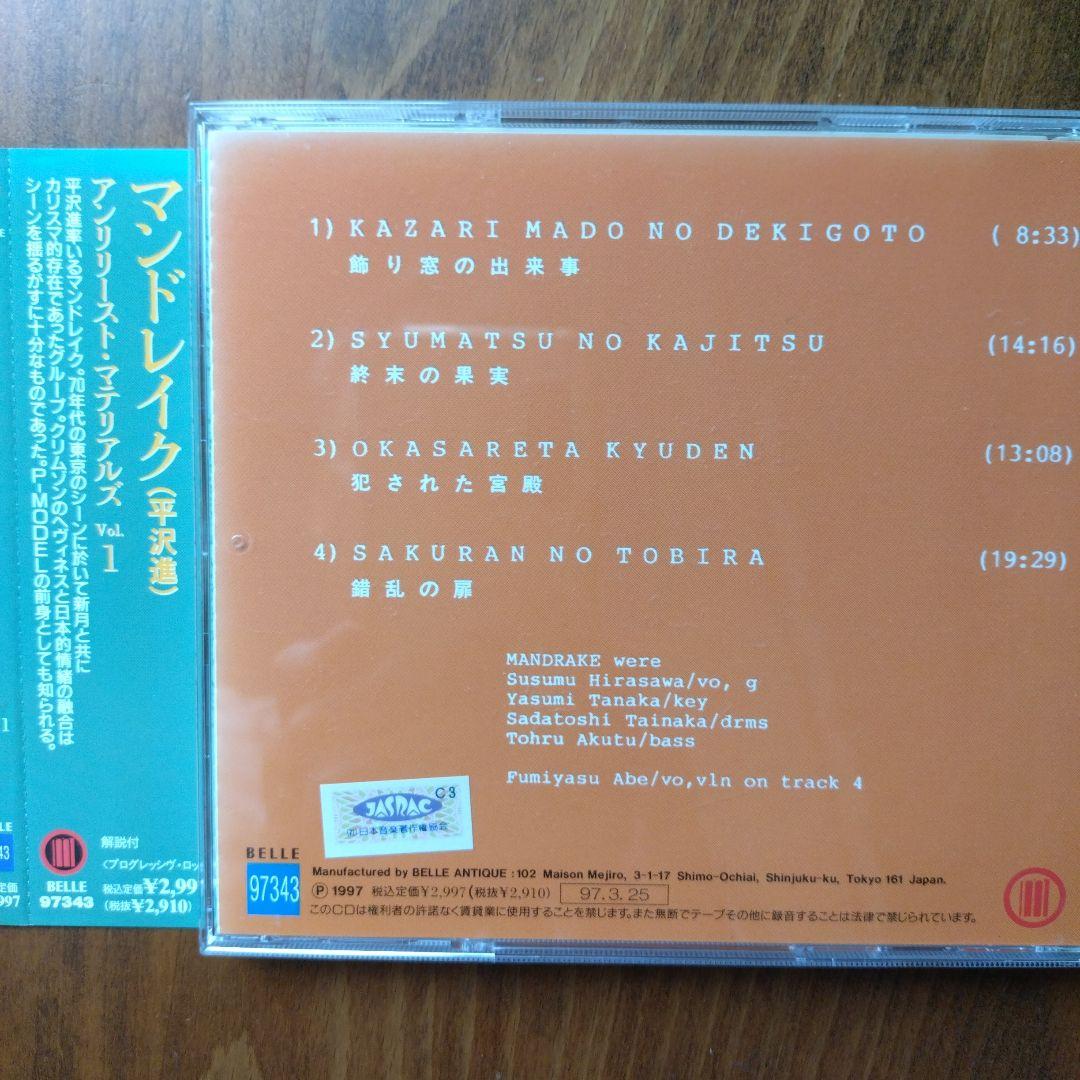 マンドレイク(平沢進)
アンリリースト・マテリアルズ Vol. 1
平沢進率いるマンドレイク。70年代の東京のシーンに於いて新月と共に
カリスマ的存在であったグループ。クリムゾンのヘヴィネスと日本的情緒の融合は
シーンを揺るがすに十分なものであった。P-MODELの前身としても知られる。
解説付
<プログレッシヴ・ロッ
BELLE
97343
税込定価¥2,99
(税抜¥2,910)
1) KAZARI MADO NO DEKIGOTO ( 8:33)
飾り窓の出来事
2) SYUMATSU NO KAJITSU (14:16)
終末の果実
3) OKASARETA KYUDEN (13:08)
犯された宮殿
4) SAKURAN NO TOBIRA (19:29)
錯乱の扉
MANDRAKE were
Susumu Hirasawa/vo, g
Yasumi Tanaka/key
Sadatoshi Tainaka/drms
Tohru Akutu/bass
Fumiyasu Abe/vo,vln on track 4
C3
JASRAC
(社)日本音楽著作権協会
BELLE
97343
Manufactured by BELLE ANTIQUE : 102 Maison Mejiro, 3-1-17 Shimo-Ochiai, Shinjuku-ku, Tokyo 161 Japan.
Ⓟ 1997 税込定価¥2,997(税抜¥2,910) 97.3.25
このCDは権利者の許諾なく賃貸業に使用することを禁じます。また無断でテープその他に録音することは法律で禁じられています。